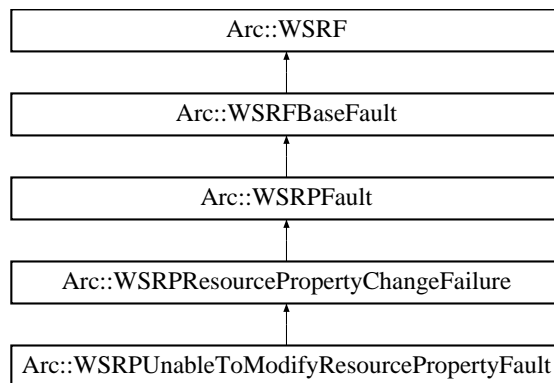 Arc::WSRF
Arc::WSRFBaseFault
Arc::WSRPFault
Arc::WSRPResourcePropertyChangeFailure
Arc::WSRPUnableToModifyResourcePropertyFault